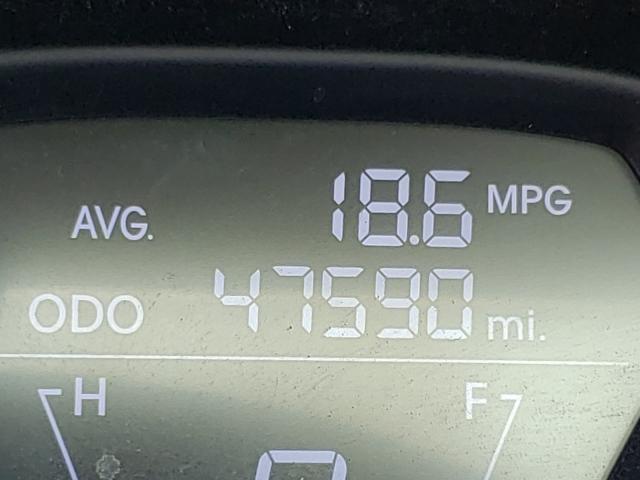 AVG. 18.6 MPG
ODO 47590 mi.
H F